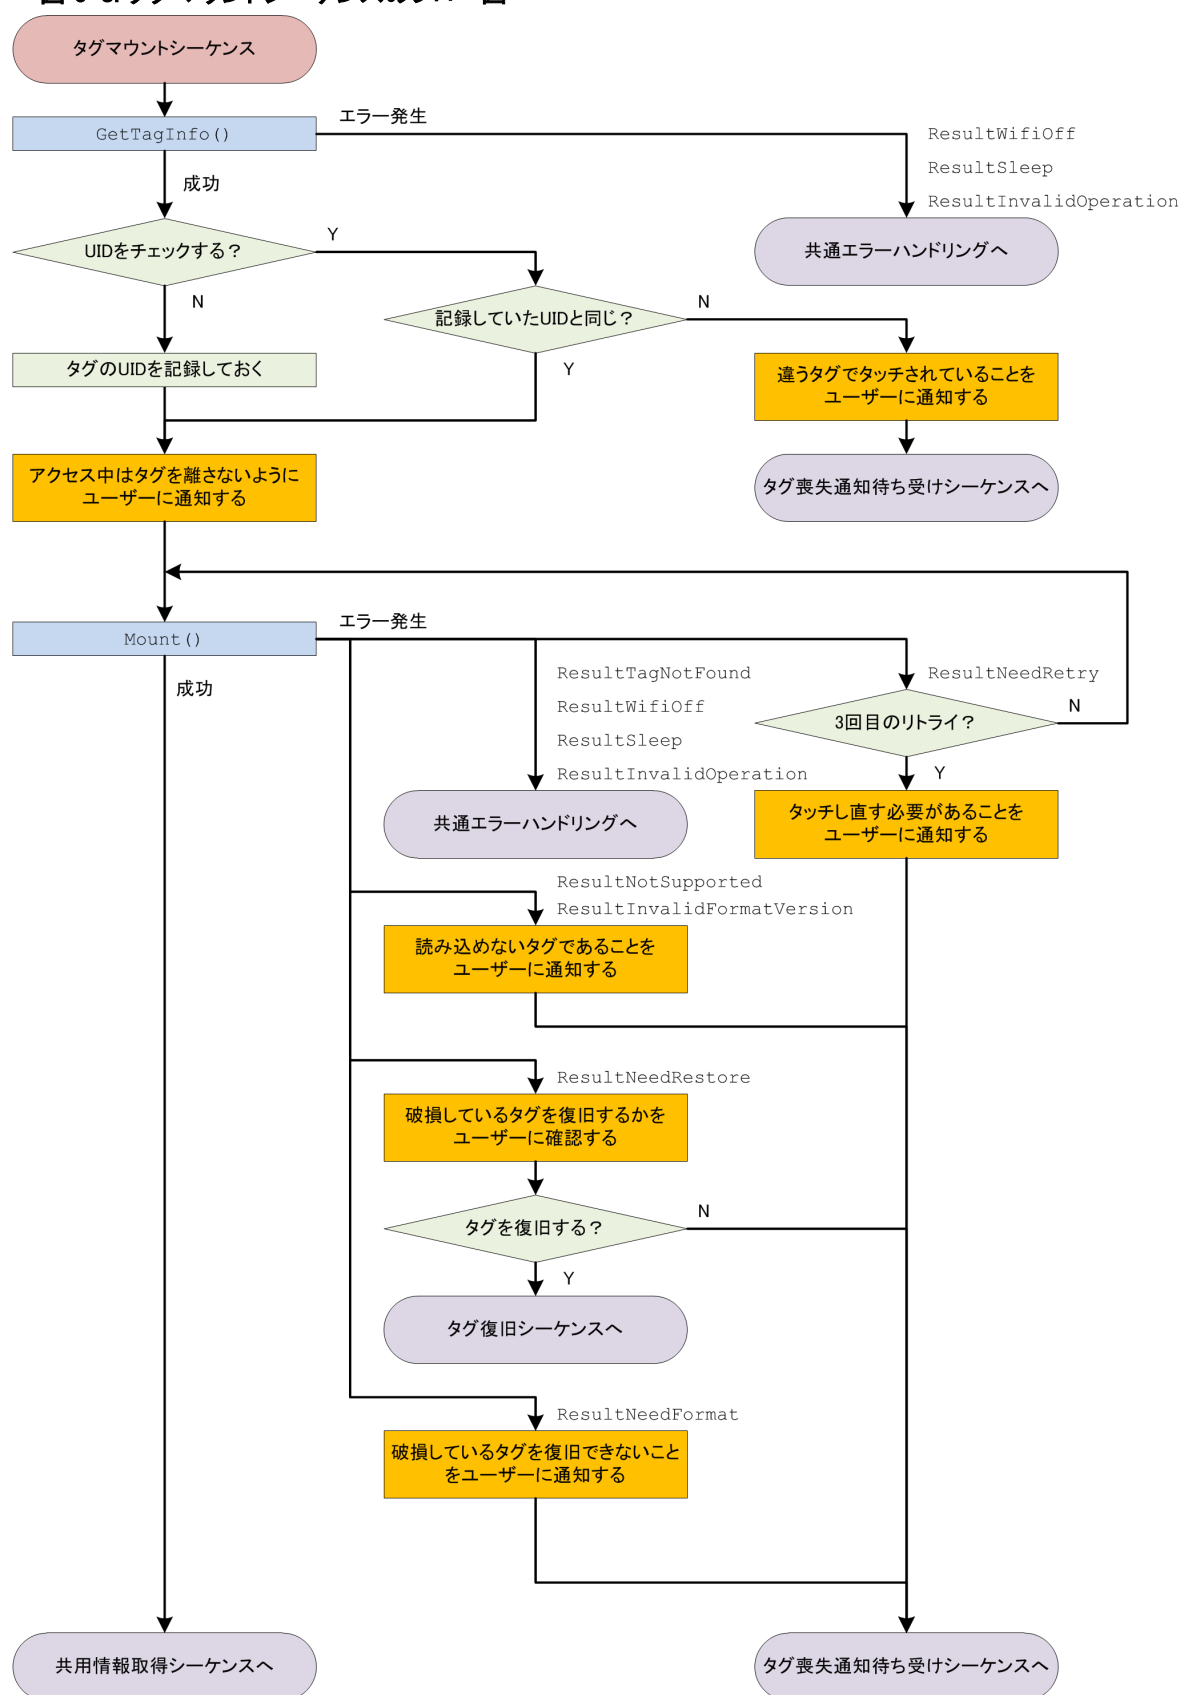 タグマウントシーケンス
GetTagInfo()
エラー発生
ResultWifiOff
ResultSleep
ResultInvalidOperation
成功
共通エラーハンドリングへ
UIDをチェックする？
Y
N
記録していたUIDと同じ？
N
Y
タグのUIDを記録しておく
違うタグでタッチされていることを
ユーザーに通知する
アクセス中はタグを離さないように
ユーザーに通知する
タグ喪失通知待ち受けシーケンスへ
Mount()
エラー発生
成功
ResultTagNotFound
ResultWifiOff
ResultSleep
ResultInvalidOperation
ResultNeedRetry
3回目のリトライ？
N
Y
共通エラーハンドリングへ
タッチし直す必要があることを
ユーザーに通知する
ResultNotSupported
ResultInvalidFormatVersion
読み込めないタグであることを
ユーザーに通知する
ResultNeedRestore
破損しているタグを復旧するかを
ユーザーに確認する
タグを復旧する？
N
Y
タグ復旧シーケンスへ
ResultNeedFormat
破損しているタグを復旧できないこと
をユーザーに通知する
共用情報取得シーケンスへ
タグ喪失通知待ち受けシーケンスへ